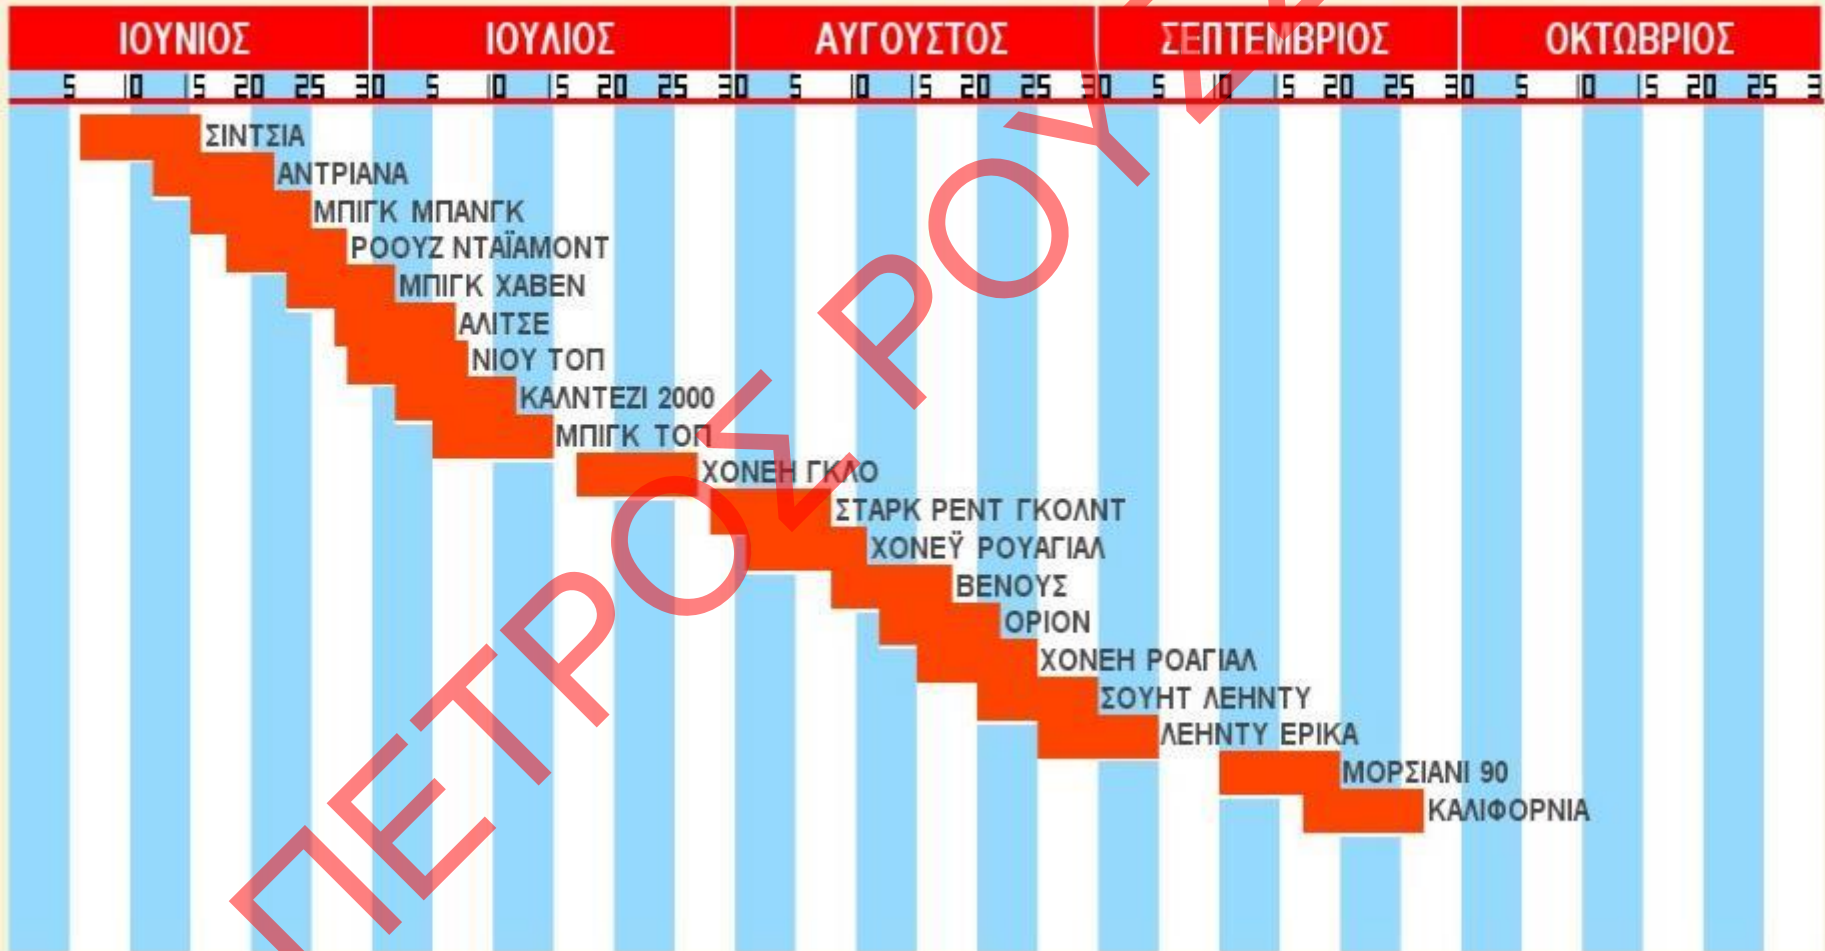 ΙΟΥΝΙΟΣ ΙΟΥΛΙΟΣ ΑΥΓΟΥΣΤΟΣ ΣΕΠΤΕΜΒΡΙΟΣ ΟΚΤΩΒΡΙΟΣ
5 10 15 20 25 30 5 10 15 20 25 30 5 10 15 20 25 30 5 10 15 20 25 30 5 10 15 20 25 3
ΣΙΝΤΣΙΑ
ΑΝΤΡΙΑΝΑ
ΜΠΙΓΚ ΜΠΑΝΓΚ
ΡΟΟΥΖ ΝΤΑΪΑΜΟΝΤ
ΜΠΙΓΚ ΧΑΒΕΝ
ΑΛΙΤΣΕ
ΝΙΟΥ ΤΟΠ
ΚΑΛΝΤΕΖΙ 2000
ΜΠΙΓΚ ΤΟΠ
ΧΟΝΕΗ ΓΚΛΟ
ΣΤΑΡΚ ΡΕΝΤ ΓΚΟΛΝΤ
ΧΟΝΕΫ ΡΟΥΑΓΙΑΛ
ΒΕΝΟΥΣ
ΟΡΙΟΝ
ΧΟΝΕΗ ΡΟΑΓΙΑΛ
ΣΟΥΗΤ ΛΕΗΝΤΥ
ΛΕΗΝΤΥ ΕΡΙΚΑ
ΜΟΡΣΙΑΝΙ 90
ΚΑΛΙΦΟΡΝΙΑ
ΠΕΤΡΟΣ ΡΟΥΣ